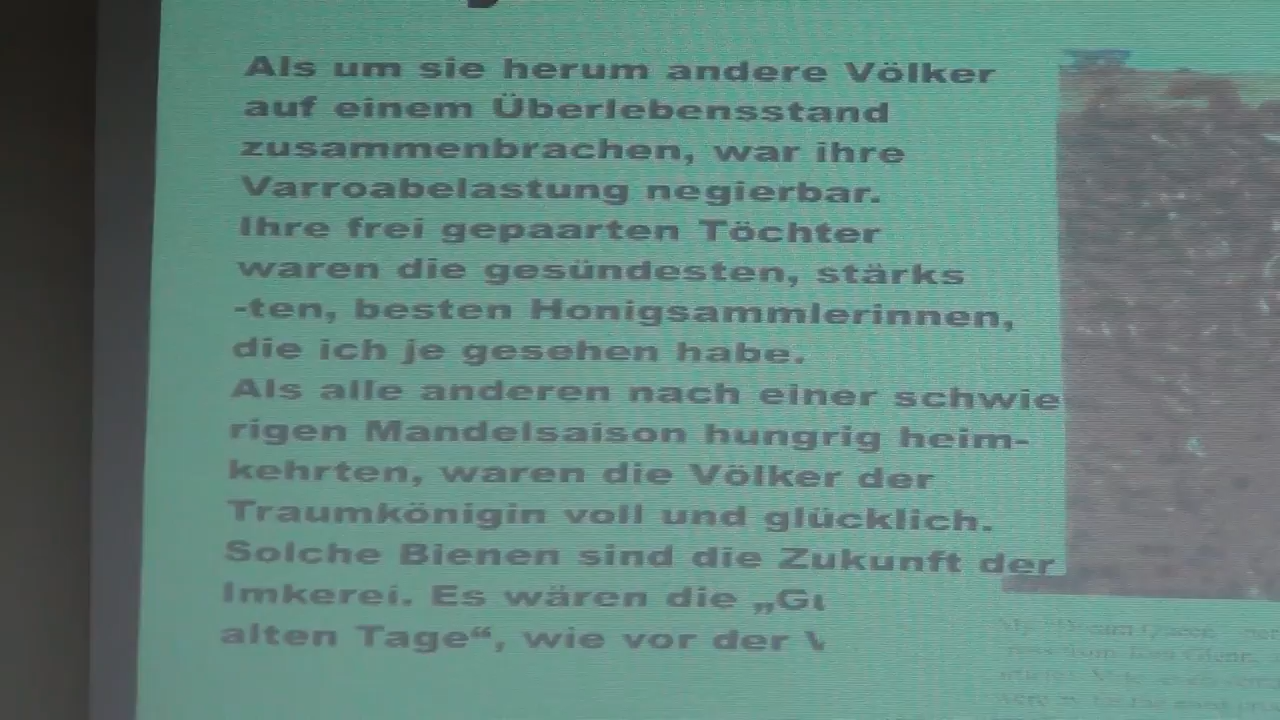 Als um sie herum andere Völker
auf einem Überlebensstand
zusammenbrachen, war ihre
Varroabelastung negierbar.
Ihre frei gepaarten Töchter
waren die gesündesten, stärks
-ten, besten Honigsammlerinnen,
die ich je gesehen habe.
Als alle anderen nach einer schwie
rigen Mandelsaison hungrig heim-
kehrten, waren die Völker der
Traumkönigin voll und glücklich.
Solche Bienen sind die Zukunft der
Imkerei. Es wären die
alten Tage“, wie vor der